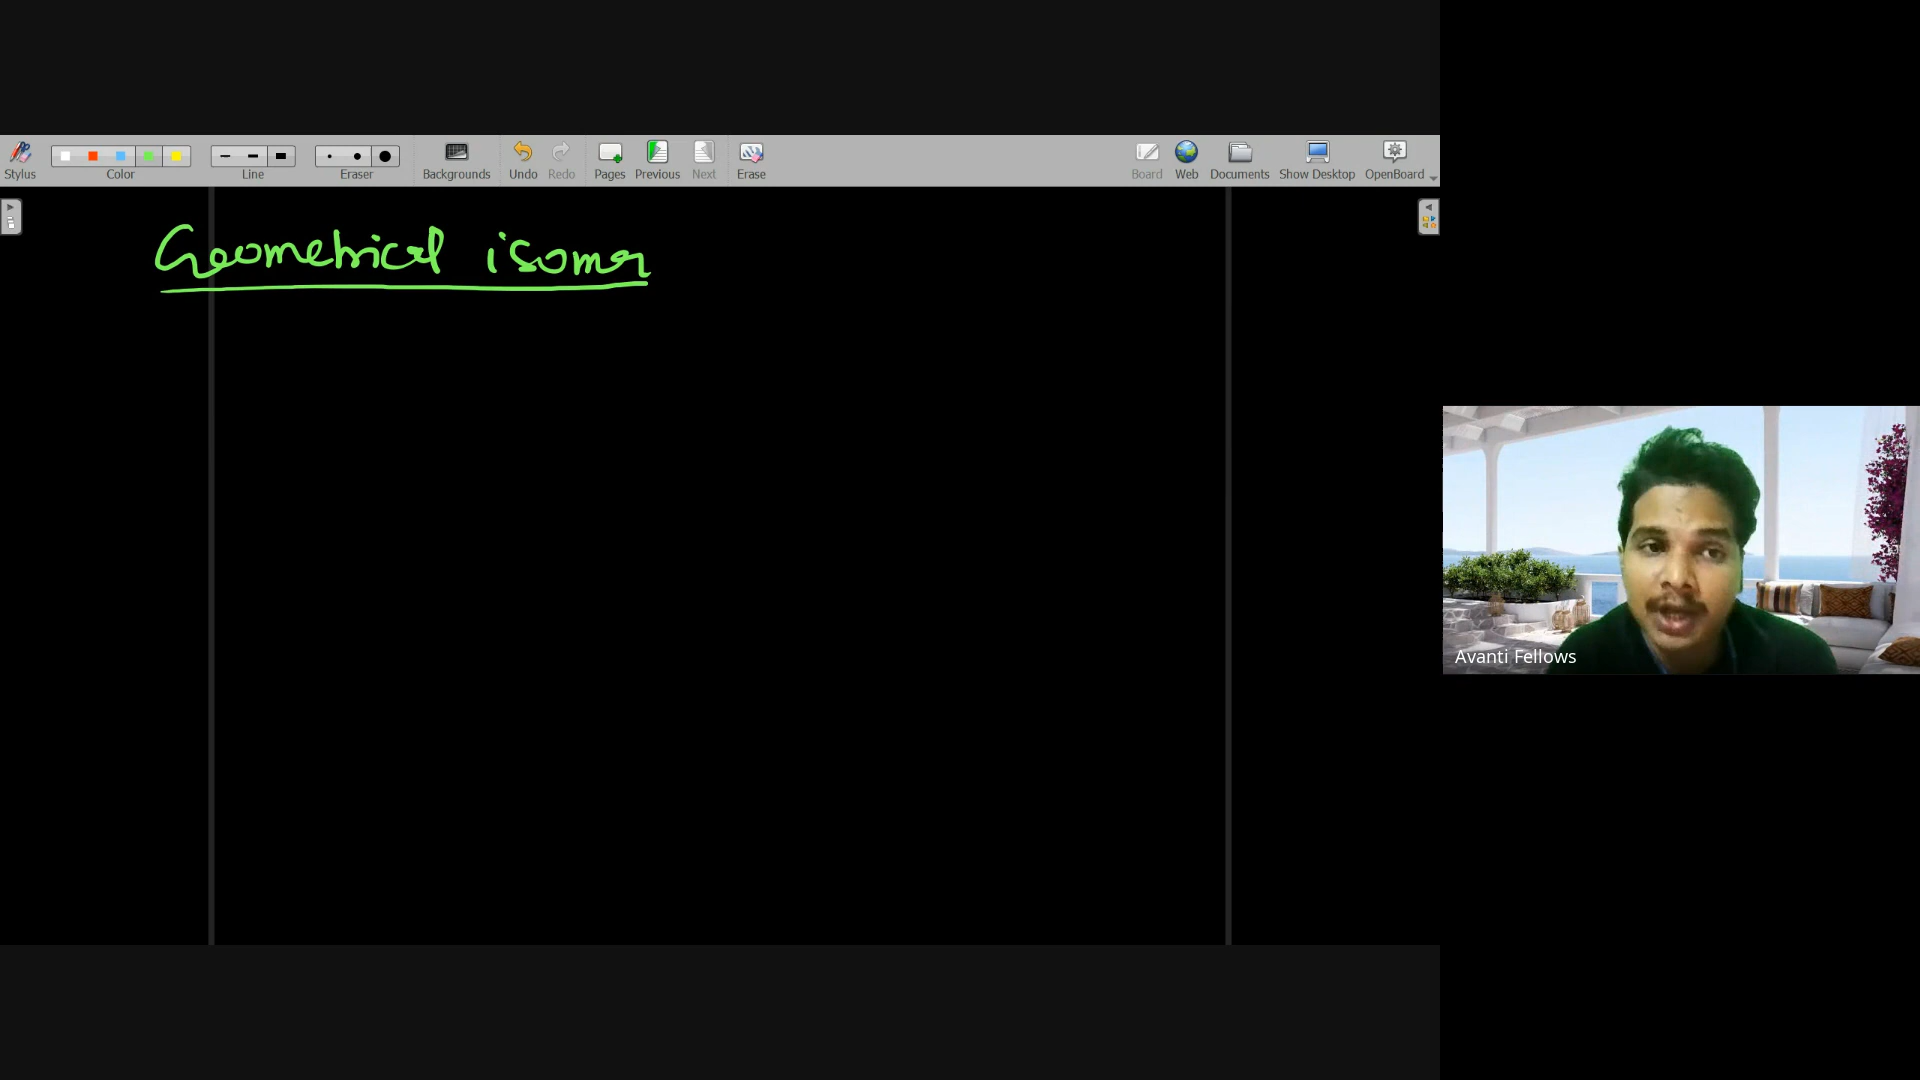 Stylus Color Line Eraser Backgrounds Undo Redo Pages Previous Next Erase Board Web Documents Show Desktop OpenBoard
Geometrical isomer
Avanti Fellows